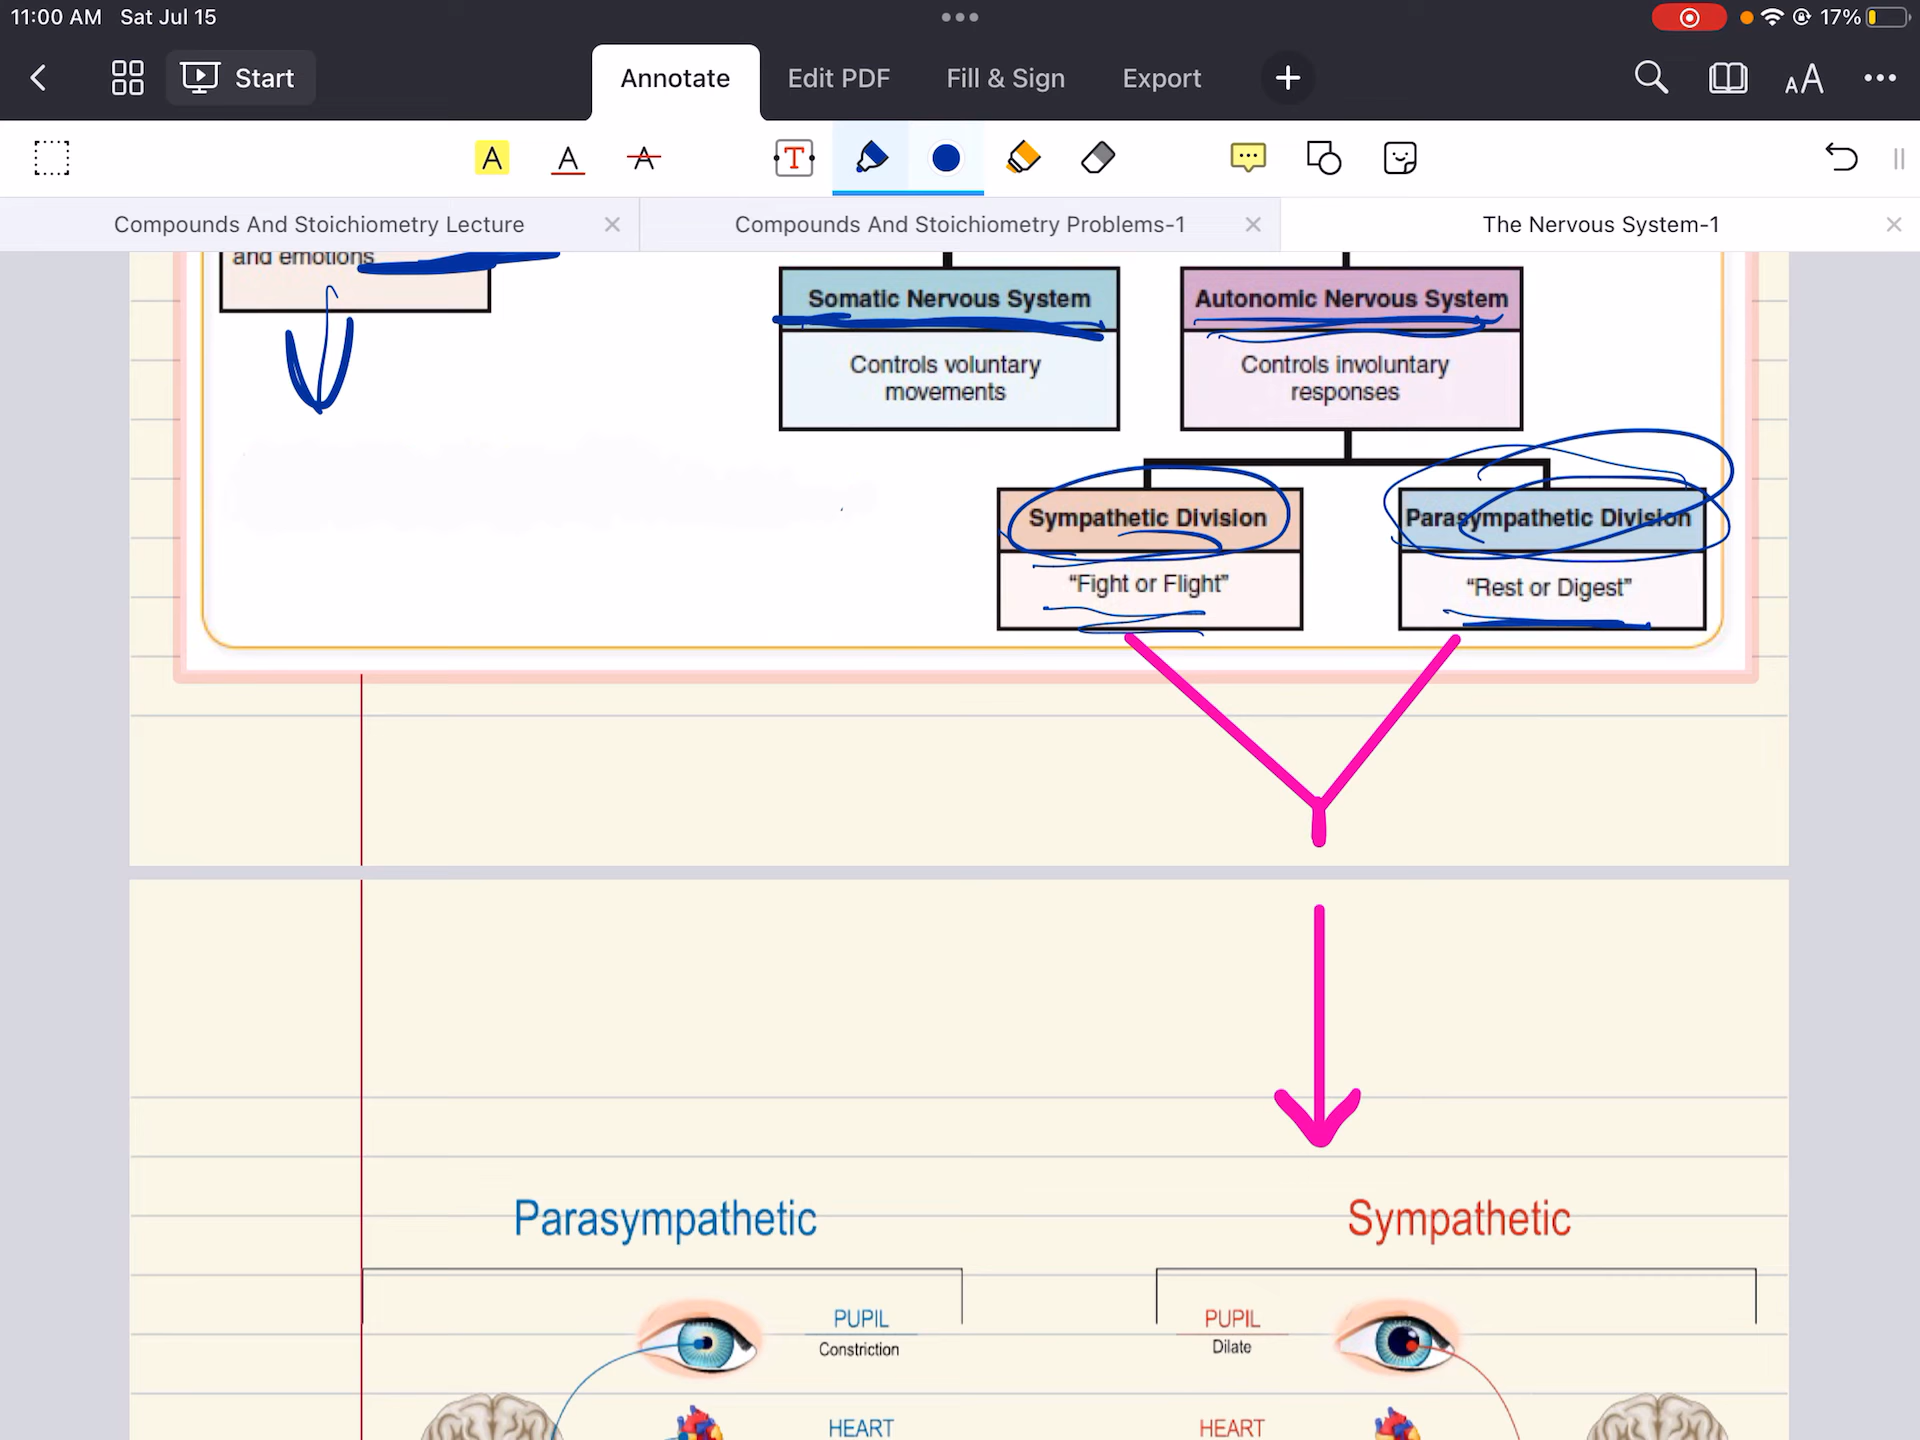 11:00 AM Sat Jul 15
17%
Start
Annotate
Edit PDF
Fill & Sign
Export
AA
A
A
A
T
Compounds And Stoichiometry Lecture
Compounds And Stoichiometry Problems-1
The Nervous System-1
and emotions
Somatic Nervous System
Controls voluntary
movements
Autonomic Nervous System
Controls involuntary
responses
Sympathetic Division
"Fight or Flight"
Parasympathetic Division
"Rest or Digest"
Parasympathetic
Sympathetic
PUPIL
Constriction
PUPIL
Dilate
HEART
HEART